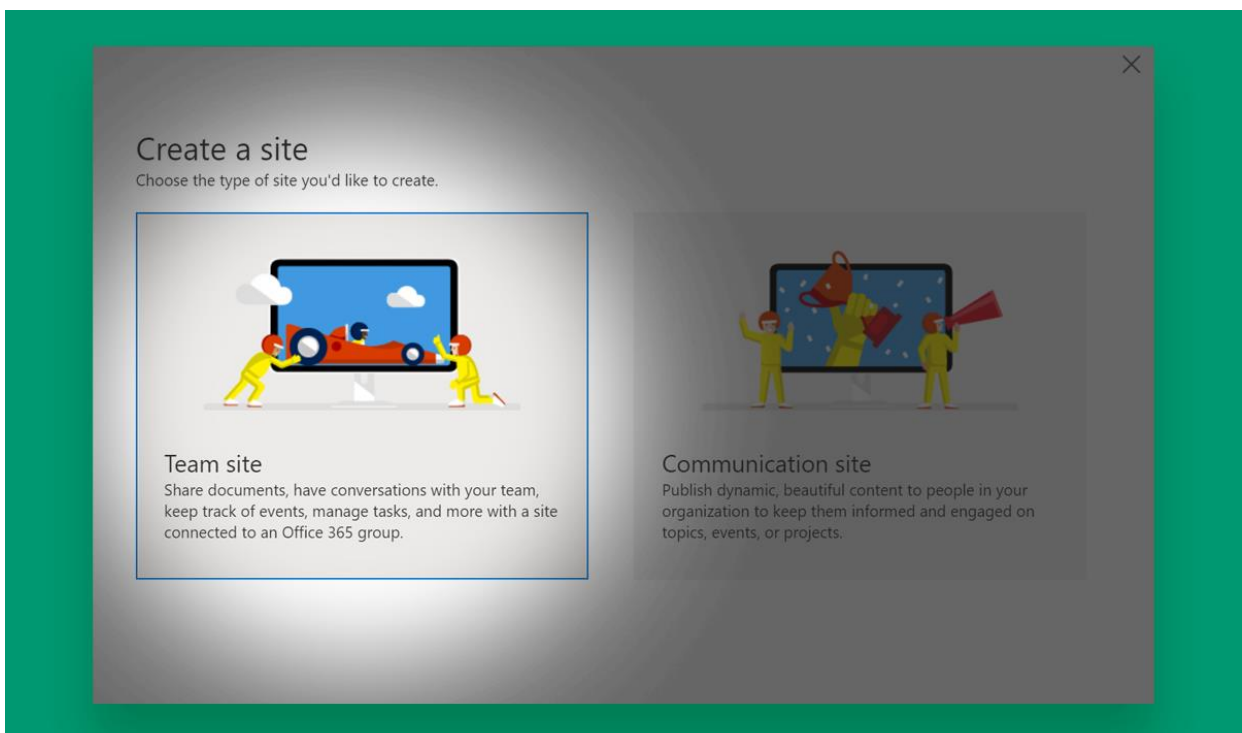 Create a site
Choose the type of site you'd like to create.
Team site
Share documents, have conversations with your team,
keep track of events, manage tasks, and more with a site
connected to an Office 365 group.
Communication site
Publish dynamic, beautiful content to people in your
organization to keep them informed and engaged on
topics, events, or projects.